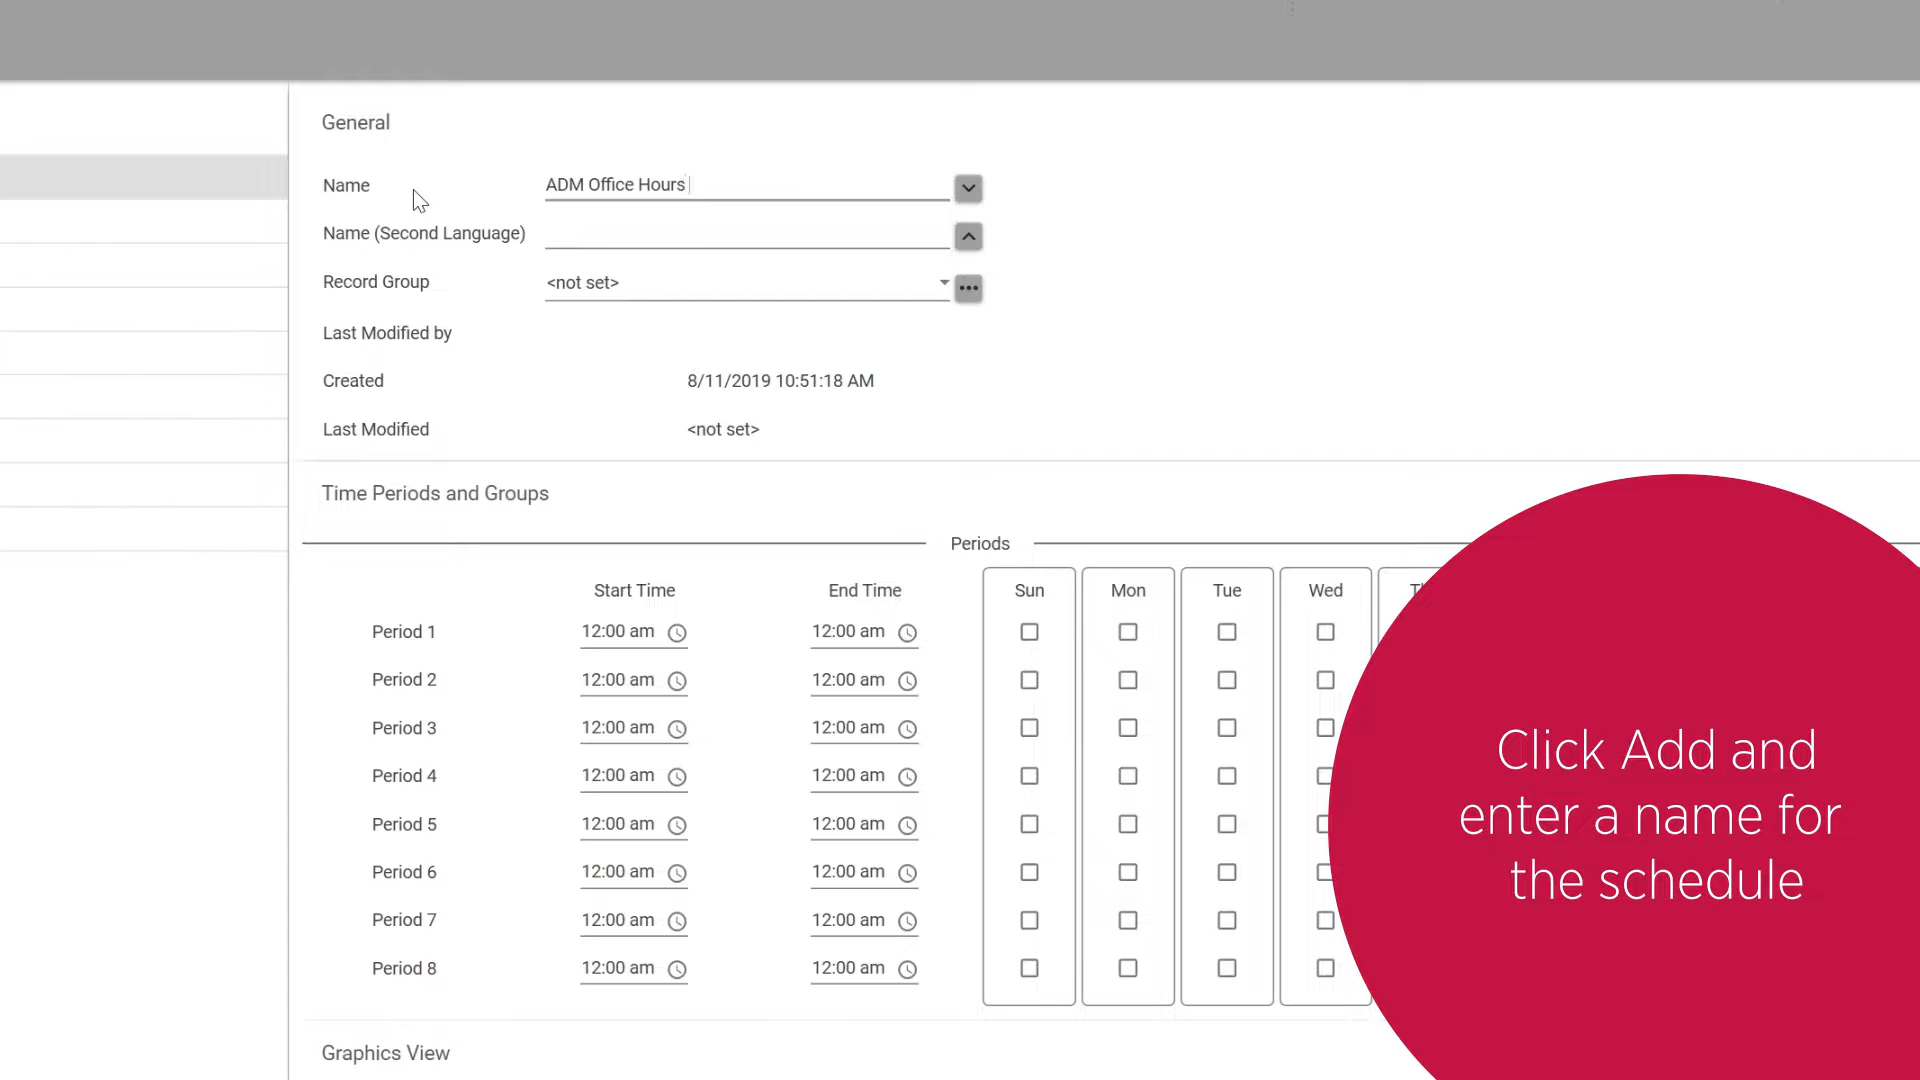 General
Name ADM Office Hours
Name (Second Language)
Record Group <not set>
Last Modified by
Created 8/11/2019 10:51:18 AM
Last Modified <not set>
Time Periods and Groups
Periods
Start Time End Time Sun Mon Tue Wed
Period 1 12:00 am 12:00 am
Period 2 12:00 am 12:00 am
Period 3 12:00 am 12:00 am
Period 4 12:00 am 12:00 am
Period 5 12:00 am 12:00 am
Period 6 12:00 am 12:00 am
Period 7 12:00 am 12:00 am
Period 8 12:00 am 12:00 am
Graphics View
Click Add and
enter a name for
the schedule